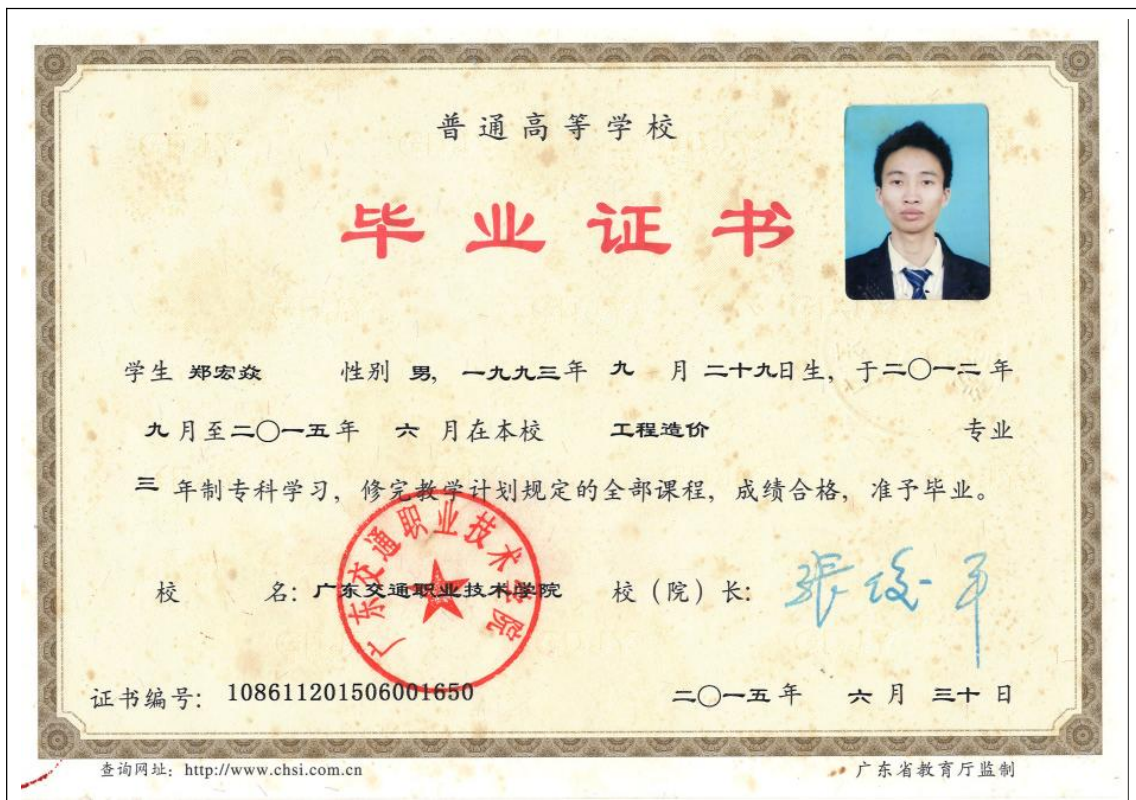 普通高等学校
毕业证书
学生 郑宏焱 性别 男, 一九九三年 九 月 二十九日生, 于二〇一二年
九月至二〇一五年 六 月在本校 工程造价 专业
三 年制专科学习, 修完教学计划规定的全部课程, 成绩合格, 准予毕业。
广东交通职业技术学院
校 名: 广东交通职业技术学院 校(院)长: 张俊平
证书编号: 108611201506001650 二〇一五年 六月 三十日
查询网址: http://www.chsi.com.cn 广东省教育厅监制